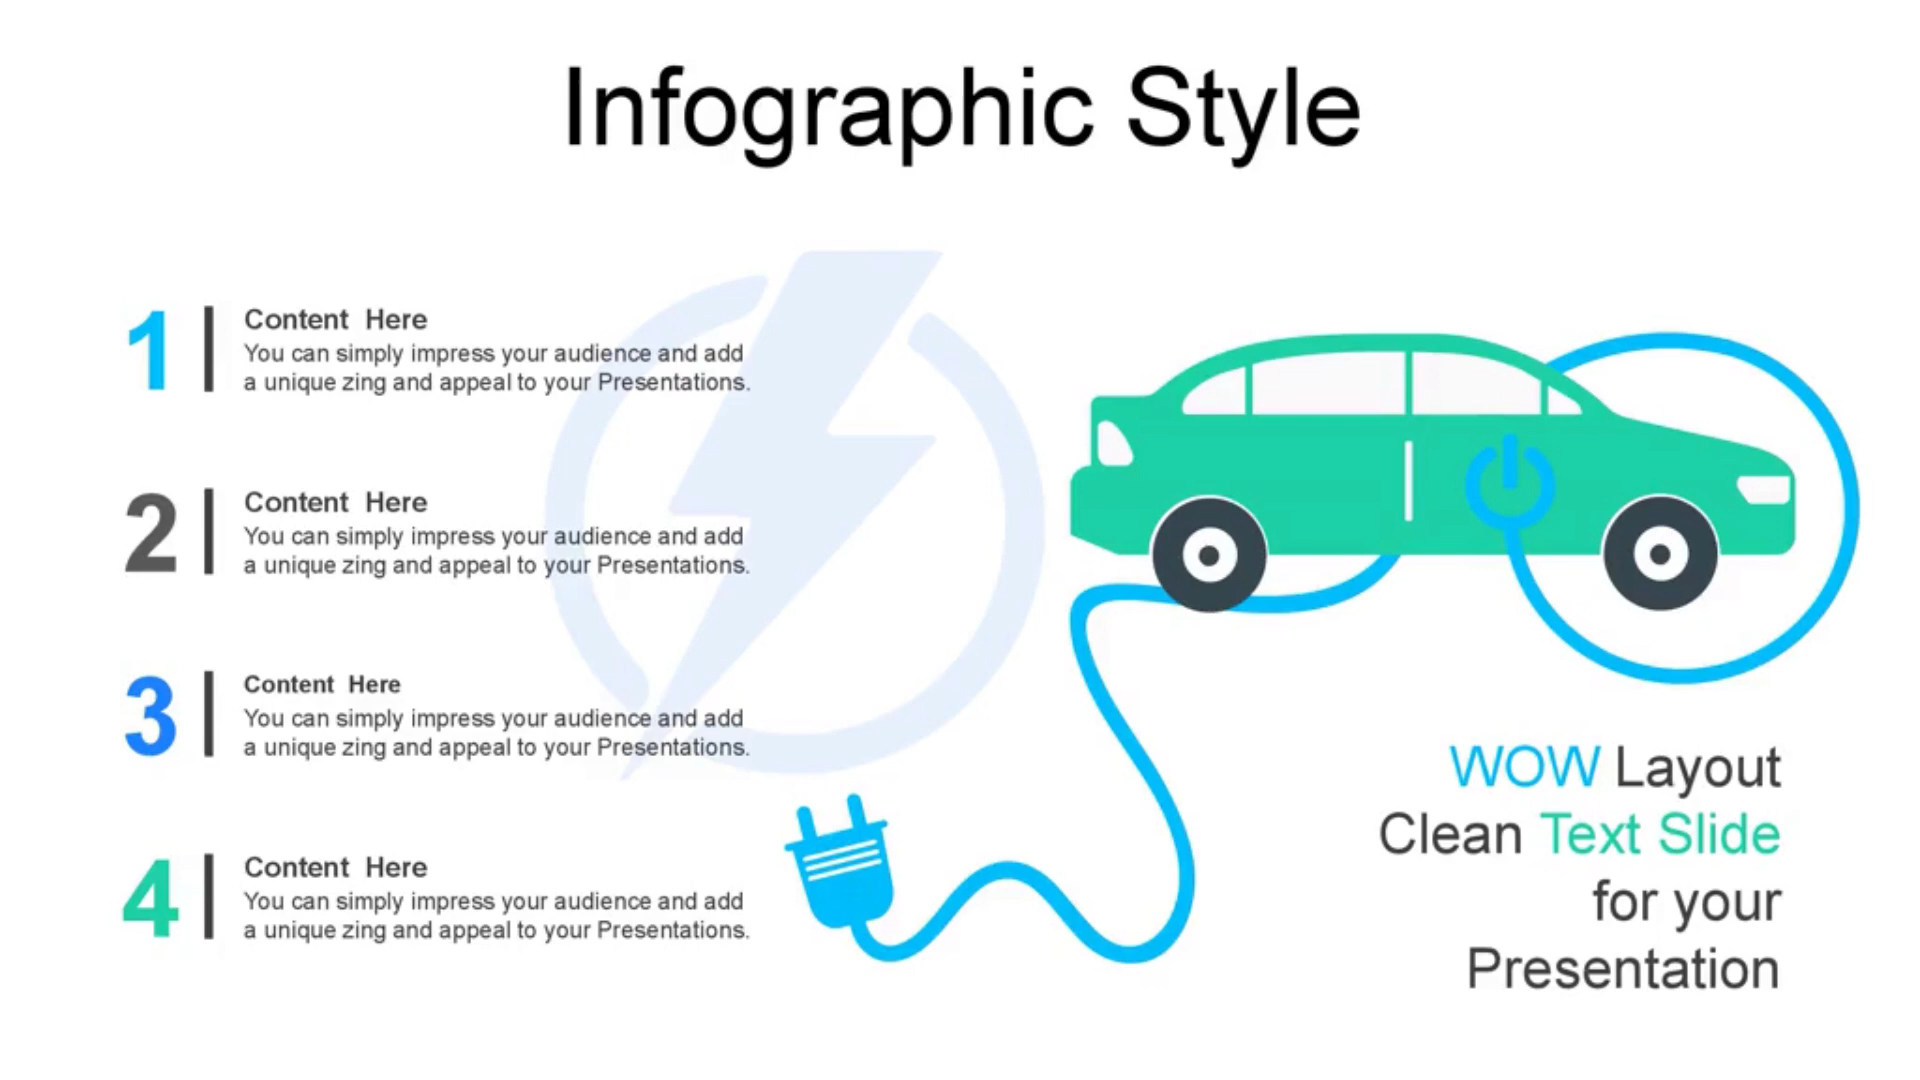 Infographic Style
1
Content Here
You can simply impress your audience and add
a unique zing and appeal to your Presentations.
2
Content Here
You can simply impress your audience and add
a unique zing and appeal to your Presentations.
3
Content Here
You can simply impress your audience and add
a unique zing and appeal to your Presentations.
4
Content Here
You can simply impress your audience and add
a unique zing and appeal to your Presentations.
WOW Layout
Clean Text Slide
for your
Presentation